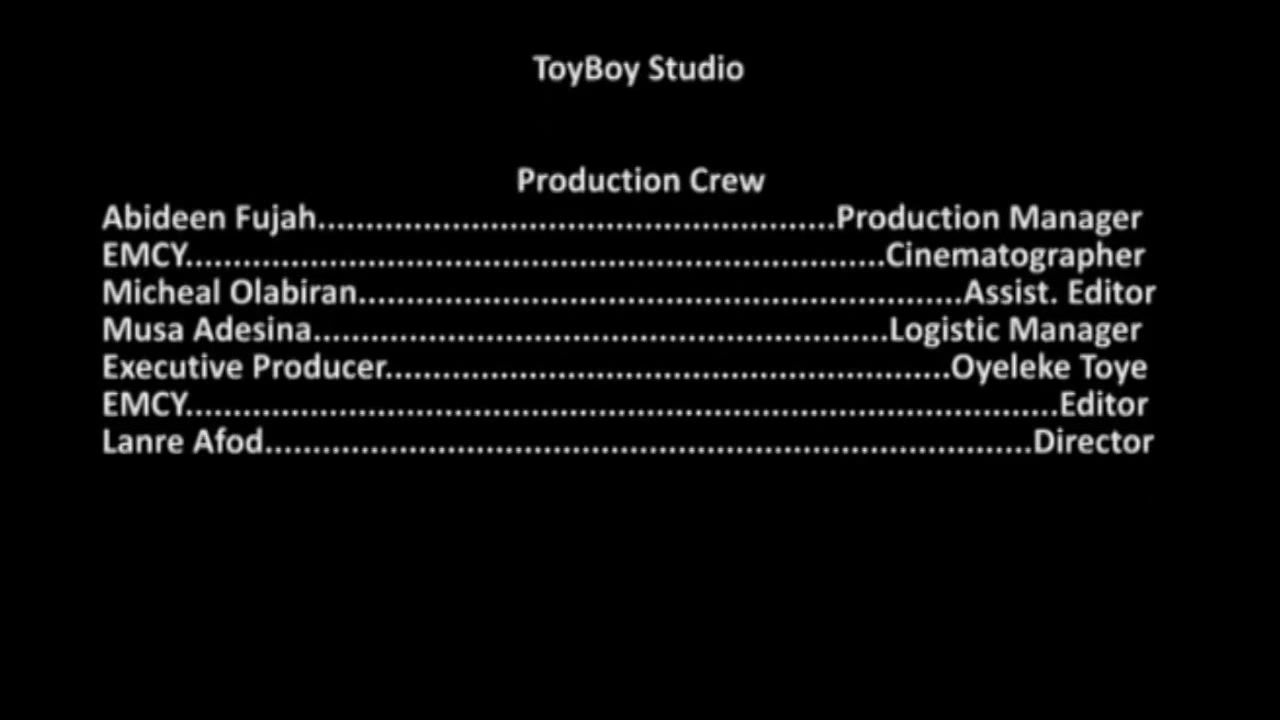 ToyBoy Studio
Production Crew
Abideen Fujah......................................................Production Manager
EMCY.........................................................................Cinematographer
Micheal Olabiran...............................................................Assist. Editor
Musa Adesina............................................................Logistic Manager
Executive Producer...........................................................Oyeleke Toye
EMCY...........................................................................................Editor
Lanre Afod................................................................................Director